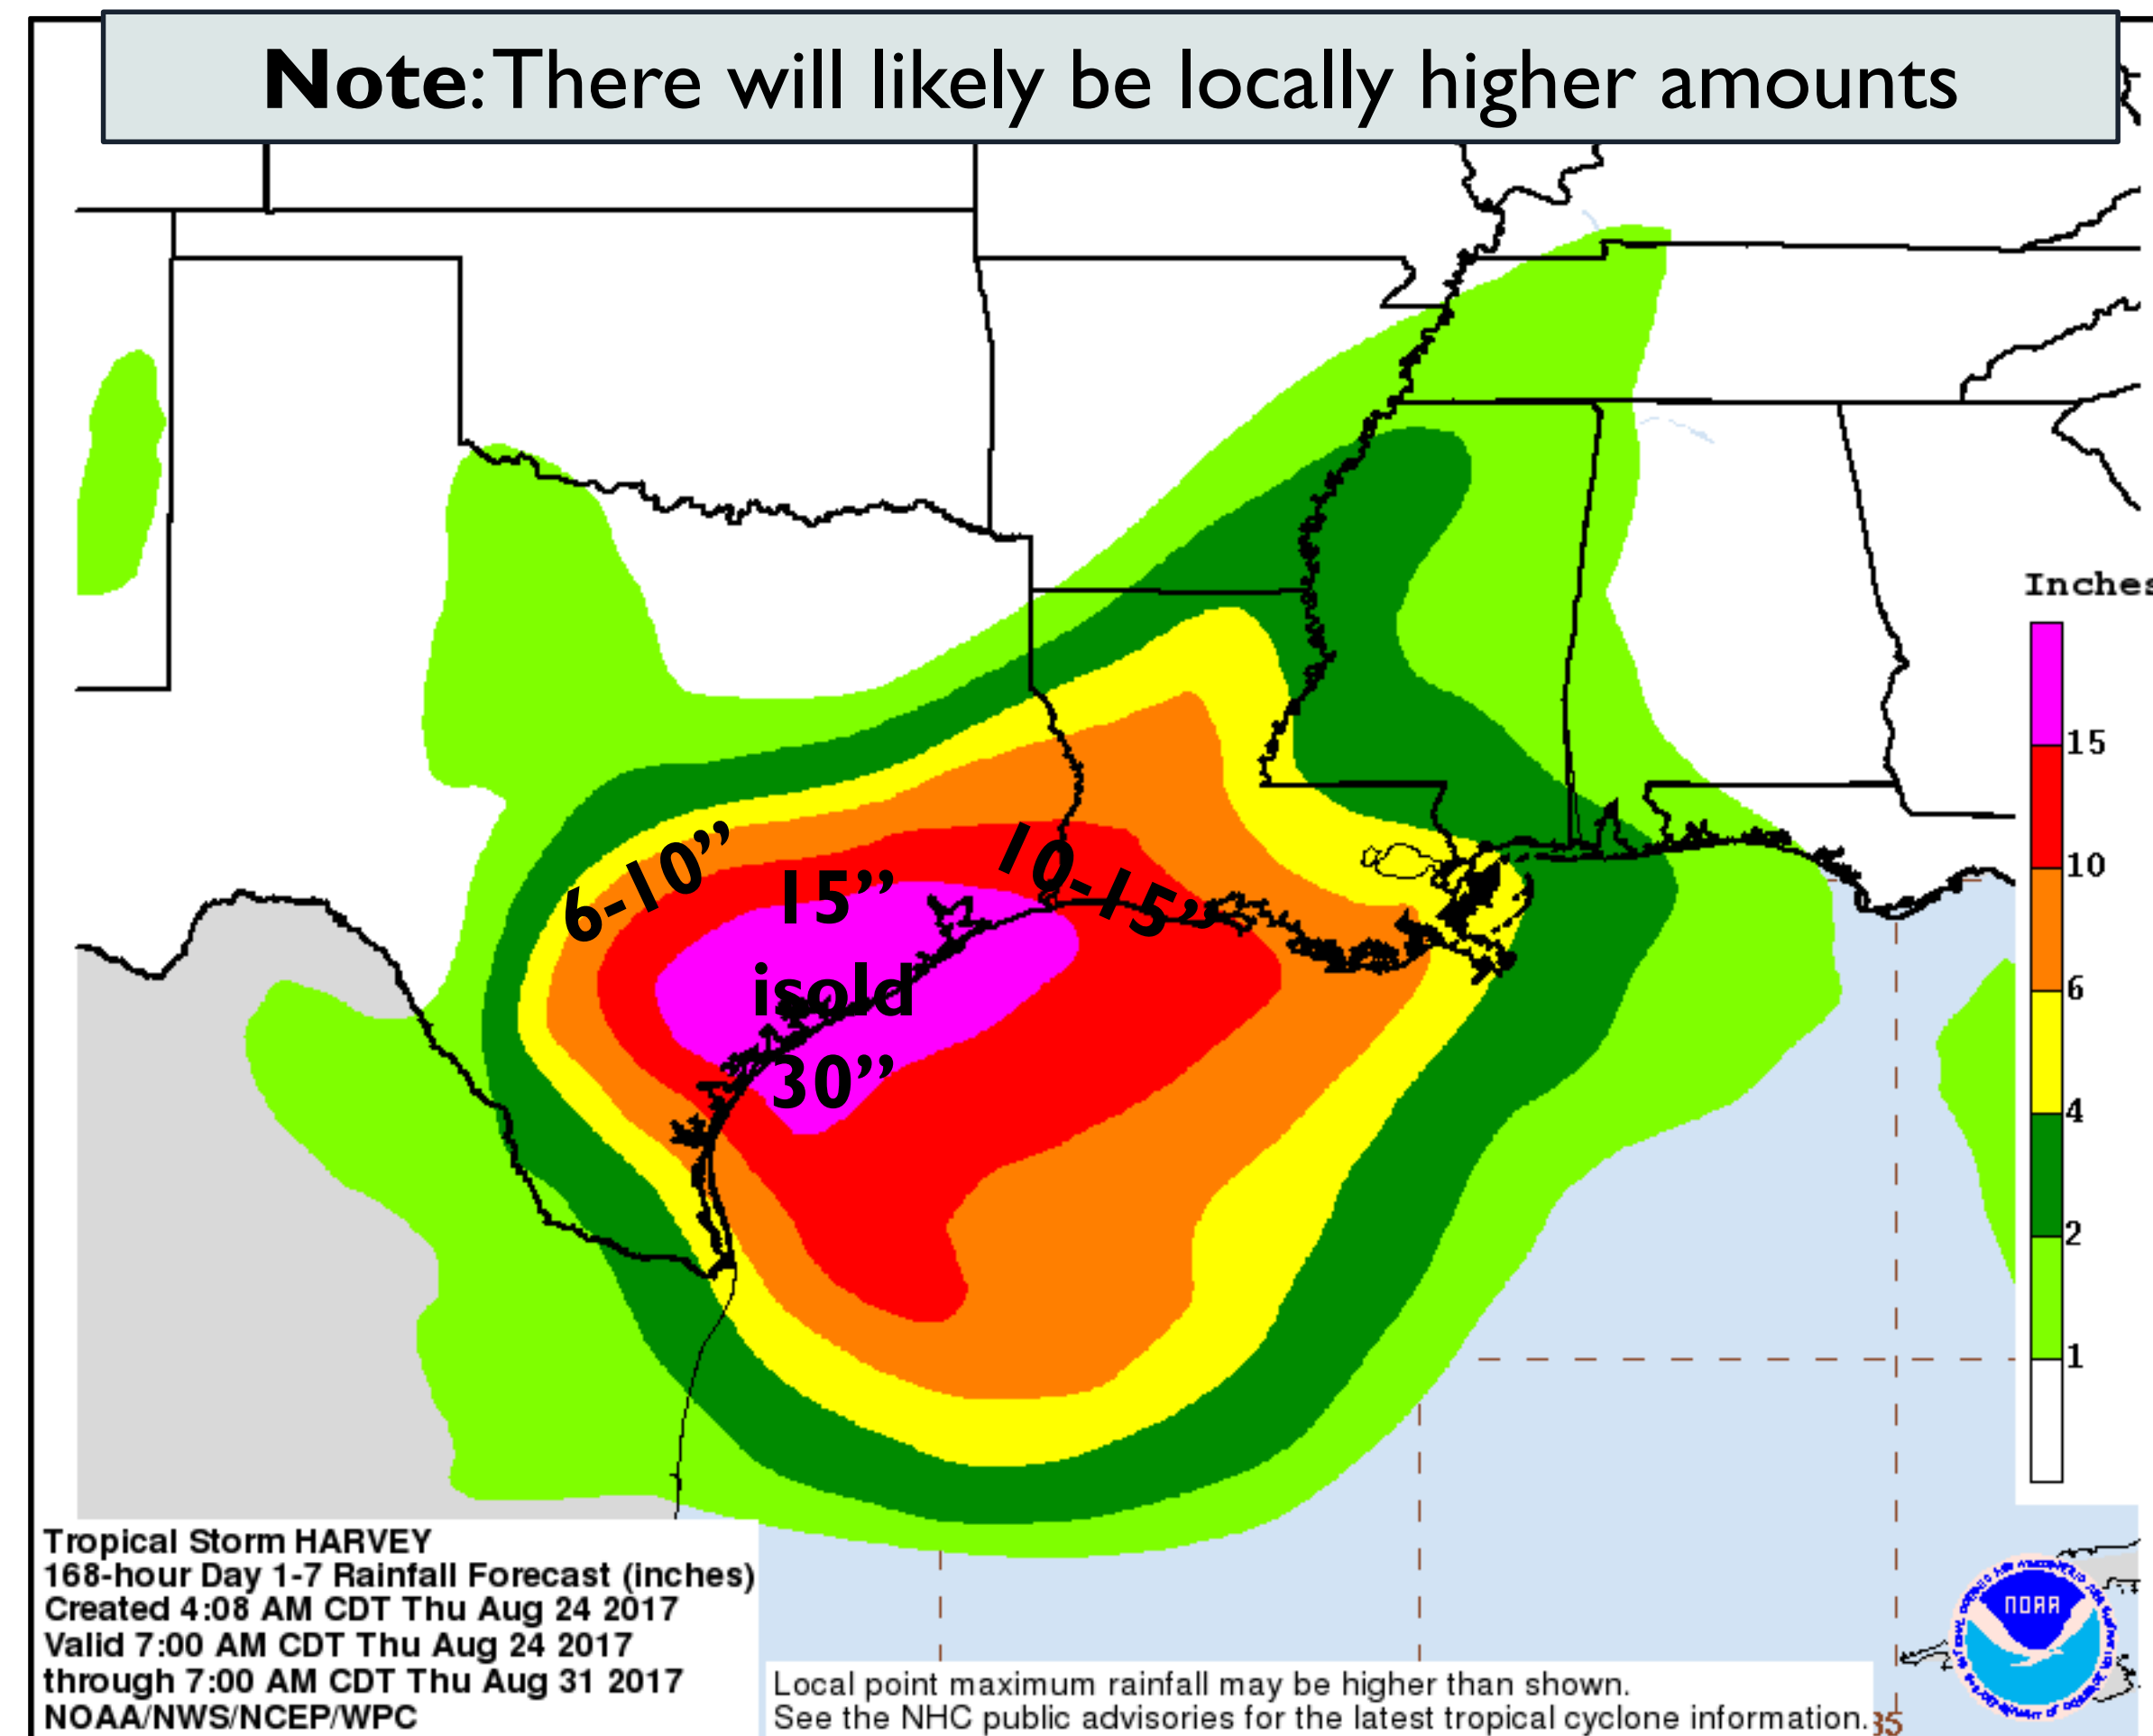 Note: There will likely be locally higher amounts
Inches
15
10
6
4
2
1
6-10”
15”
isold
30”
10-15”
Tropical Storm HARVEY
168-hour Day 1-7 Rainfall Forecast (inches)
Created 4:08 AM CDT Thu Aug 24 2017
Valid 7:00 AM CDT Thu Aug 24 2017
through 7:00 AM CDT Thu Aug 31 2017
NOAA/NWS/NCEP/WPC
Local point maximum rainfall may be higher than shown.
See the NHC public advisories for the latest tropical cyclone information.
NOAA